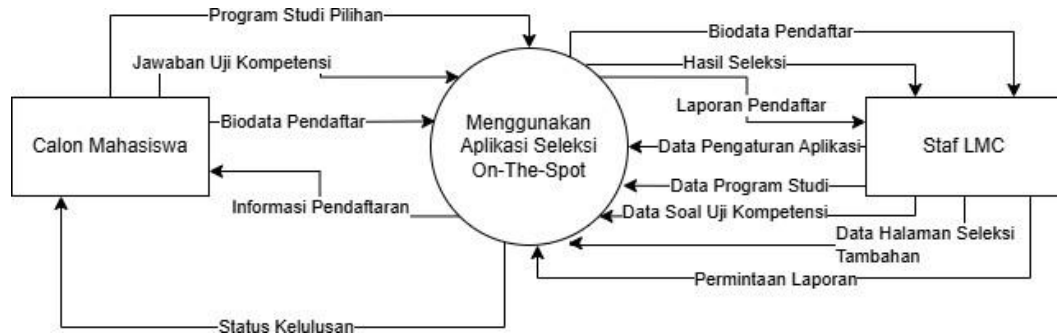 Program Studi Pilihan
Biodata Pendaftar
Jawaban Uji Kompetensi
Hasil Seleksi
Laporan Pendaftar
Biodata Pendaftar
Calon Mahasiswa
Menggunakan
Aplikasi Seleksi
On-The-Spot
Staf LMC
Data Pengaturan Aplikasi
Data Program Studi
Informasi Pendaftaran
Data Soal Uji Kompetensi
Data Halaman Seleksi
Tambahan
Permintaan Laporan
Status Kelulusan